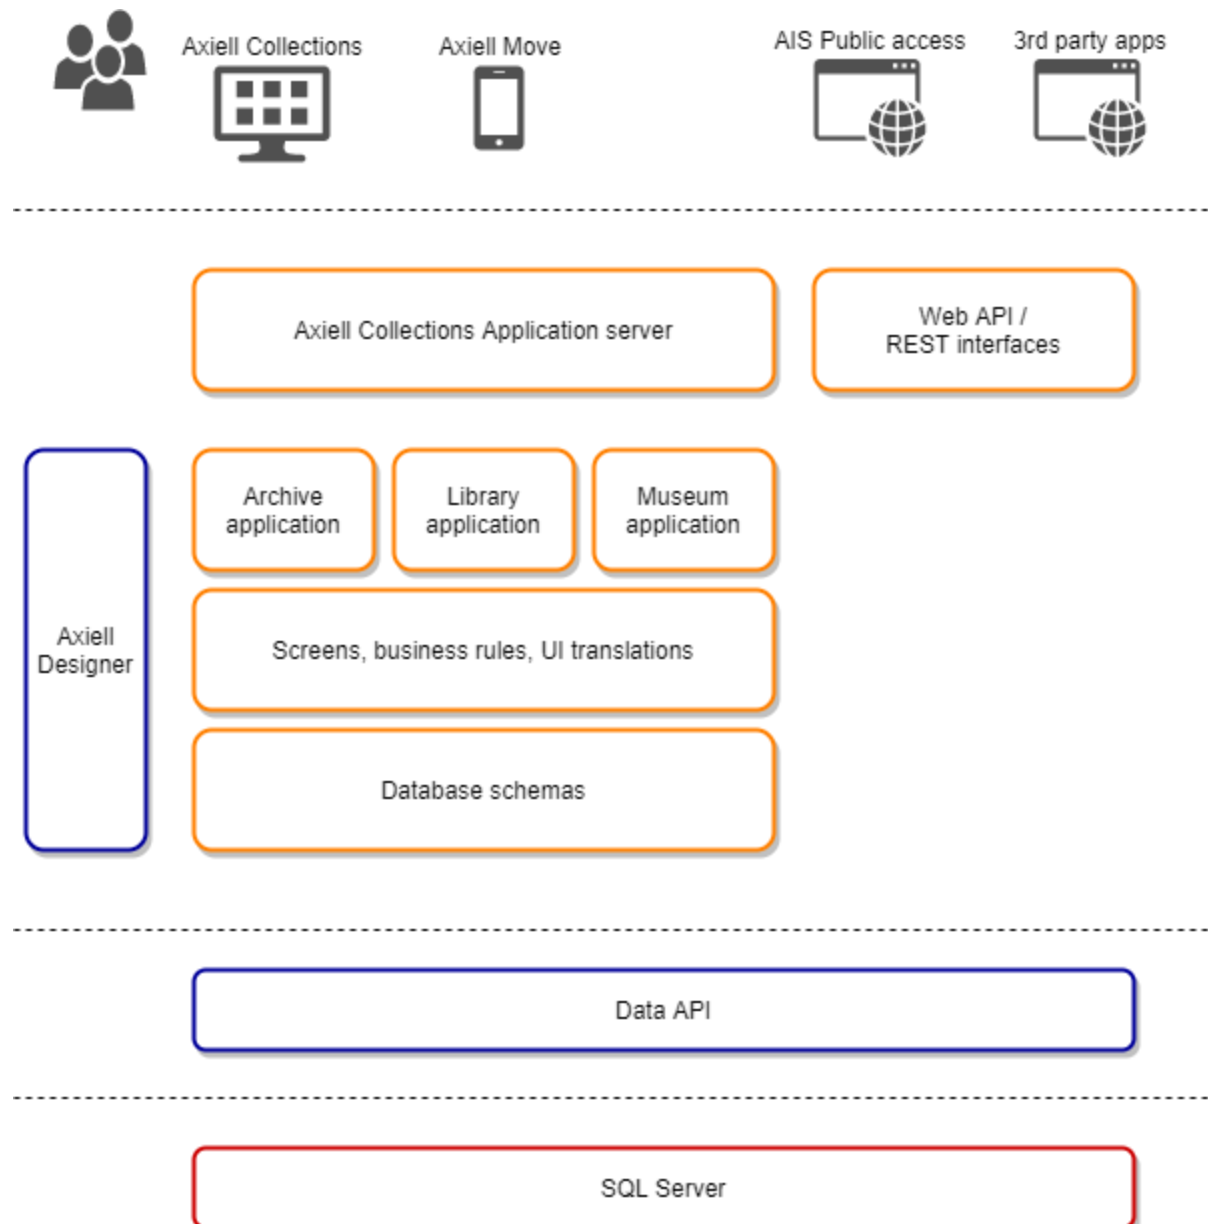 Axiell Collections
Axiell Move
AIS Public access
3rd party apps
Axiell Collections Application server
Web API /
REST interfaces
Archive
application
Library
application
Museum
application
Axiell
Designer
Screens, business rules, UI translations
Database schemas
Data API
SQL Server